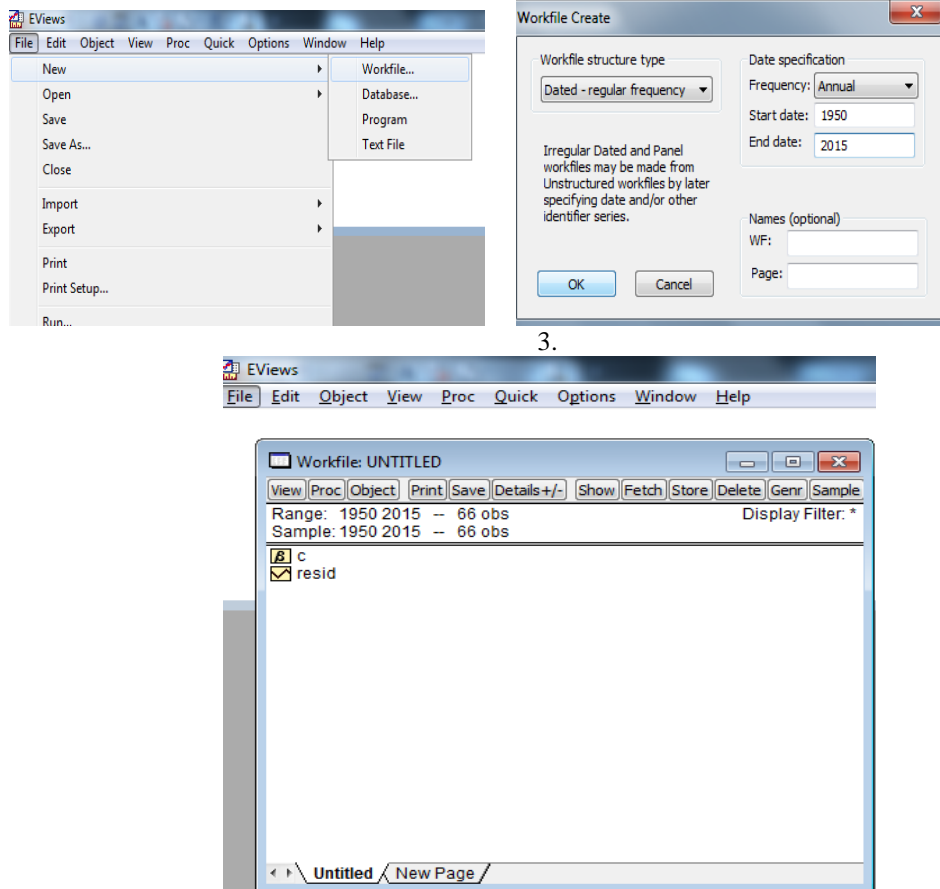 EViews
File Edit Object View Proc Quick Options Window Help
New
Open
Save
Save As...
Close
Import
Export
Print
Print Setup...
Run...
Workfile...
Database...
Program
Text File
Workfile Create
Workfile structure type
Dated - regular frequency
Irregular Dated and Panel
workfiles may be made from
Unstructured workfiles by later
specifying date and/or other
identifier series.
OK Cancel
Date specification
Frequency: Annual
Start date: 1950
End date: 2015
Names (optional)
WF:
Page:
3.
EViews
File Edit Object View Proc Quick Options Window Help
Workfile: UNTITLED
View Proc Object Print Save Details+/- Show Fetch Store Delete Genr Sample
Range: 1950 2015 -- 66 obs Display Filter: *
Sample: 1950 2015 -- 66 obs
β c
resid
Untitled New Page